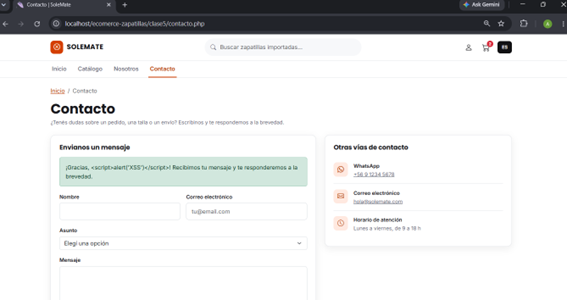 Contacto | SoleMate
Ask Gemini
localhost/ecomerce-zapatillas/clase5/contacto.php
SOLEMATE
Buscar zapatillas importadas...
Inicio
Catálogo
Nosotros
Contacto
Inicio / Contacto
Contacto
¿Tenés dudas sobre un pedido, una talla o un envío? Escribinos y te respondemos a la brevedad.
Envianos un mensaje
¡Gracias, <script>alert('XSS')</script>! Recibimos tu mensaje y te responderemos a la
brevedad.
Nombre
Correo electrónico
tu@email.com
Asunto
Elegí una opción
Mensaje
Otras vías de contacto
WhatsApp
+56 9 1234 5678
Correo electrónico
hola@solemate.com
Horario de atención
Lunes a viernes, de 9 a 18 h